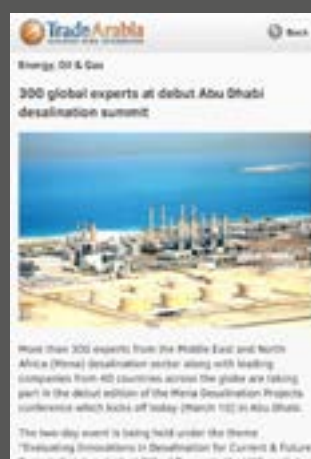 TradeArabia
Back
Energy, Oil & Gas
300 global experts at debut Abu Dhabi
desalination summit
More than 300 experts from the Middle East and North
Africa (Mena) desalination sector along with leading
companies from 40 countries across the globe are taking
part in the debut edition of the Mena Desalination Projects
conference which kicks off today (March 10) in Abu Dhabi.
The two-day event is being held under the theme
"Evaluating Innovations in Desalination for Current & Future